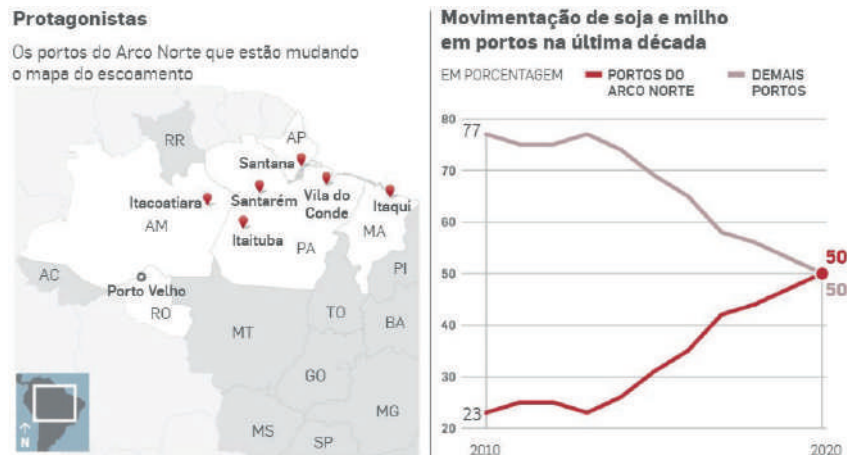 Protagonistas
Os portos do Arco Norte que estão mudando
o mapa do escoamento
RR
AP
Santana
Itacoatiara
Santarém
Vila do
Conde
Itaqui
AM
Itaituba
PA
MA
AC
Porto Velho
RO
PI
TO
MT
BA
GO
MG
MS
SP
N
Movimentação de soja e milho
em portos na última década
EM PORCENTAGEM
PORTOS DO
ARCO NORTE
DEMAIS
PORTOS
80
77
70
60
50
50
50
40
30
23
20
2010
2020